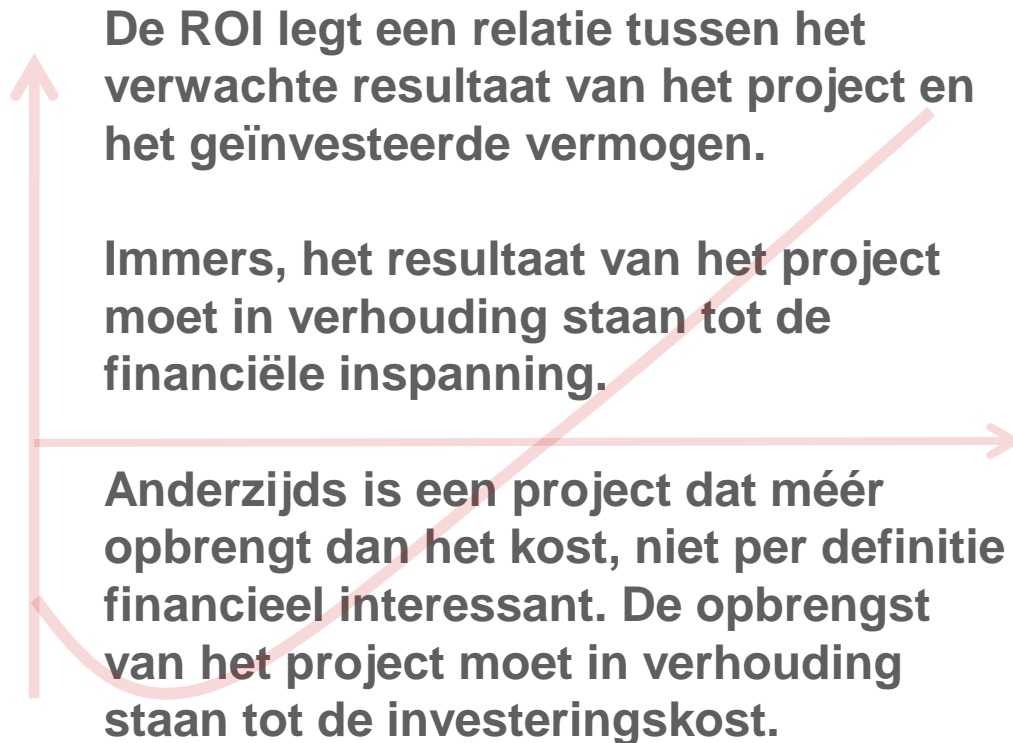 De ROI legt een relatie tussen het
verwachte resultaat van het project en
het geïnvesteerde vermogen.
Immers, het resultaat van het project
moet in verhouding staan tot de
financiële inspanning.
Anderzijds is een project dat méér
opbrengt dan het kost, niet per definitie
financieel interessant. De opbrengst
van het project moet in verhouding
staan tot de investeringskost.